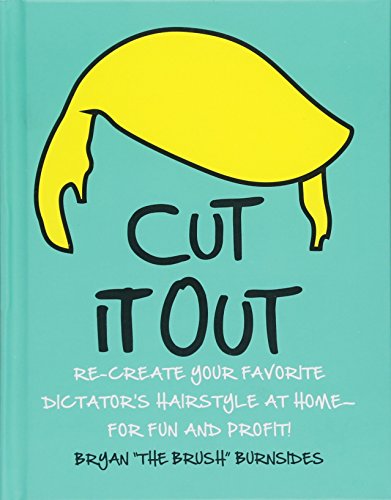 CUT
IT OUT
RE-CREATE YOUR FAVORITE
DICTATOR'S HAIRSTYLE AT HOME—
FOR FUN AND PROFIT!
BRYAN "THE BRUSH" BURNSIDES